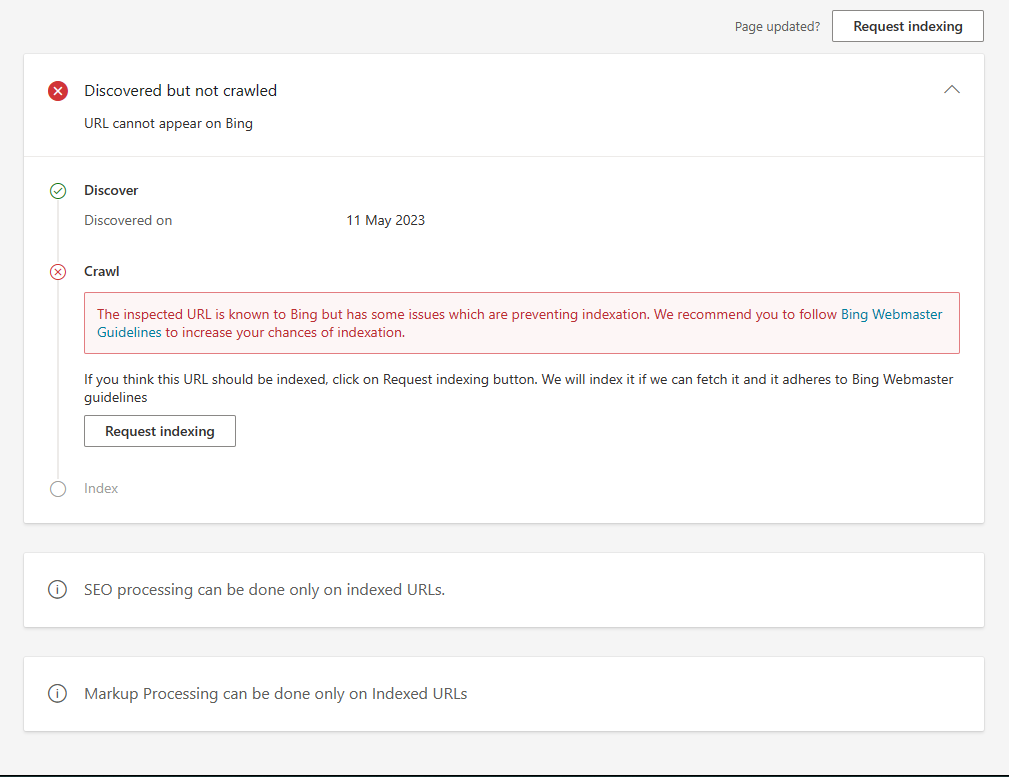 Page updated?
Request indexing
Discovered but not crawled
URL cannot appear on Bing
Discover
Discovered on 11 May 2023
Crawl
The inspected URL is known to Bing but has some issues which are preventing indexation. We recommend you to follow Bing Webmaster
Guidelines to increase your chances of indexation.
If you think this URL should be indexed, click on Request indexing button. We will index it if we can fetch it and it adheres to Bing Webmaster
guidelines
Request indexing
Index
SEO processing can be done only on indexed URLs.
Markup Processing can be done only on Indexed URLs